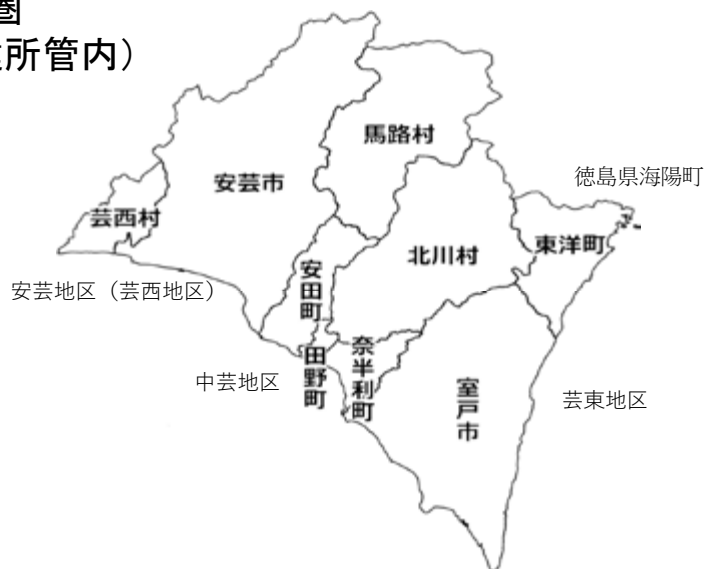 圏
所管内）
馬路村
安芸市
徳島県海陽町
芸西村
北川村
東洋町
安田町
安芸地区（芸西地区）
田野町
奈半利町
中芸地区
室戸市
芸東地区